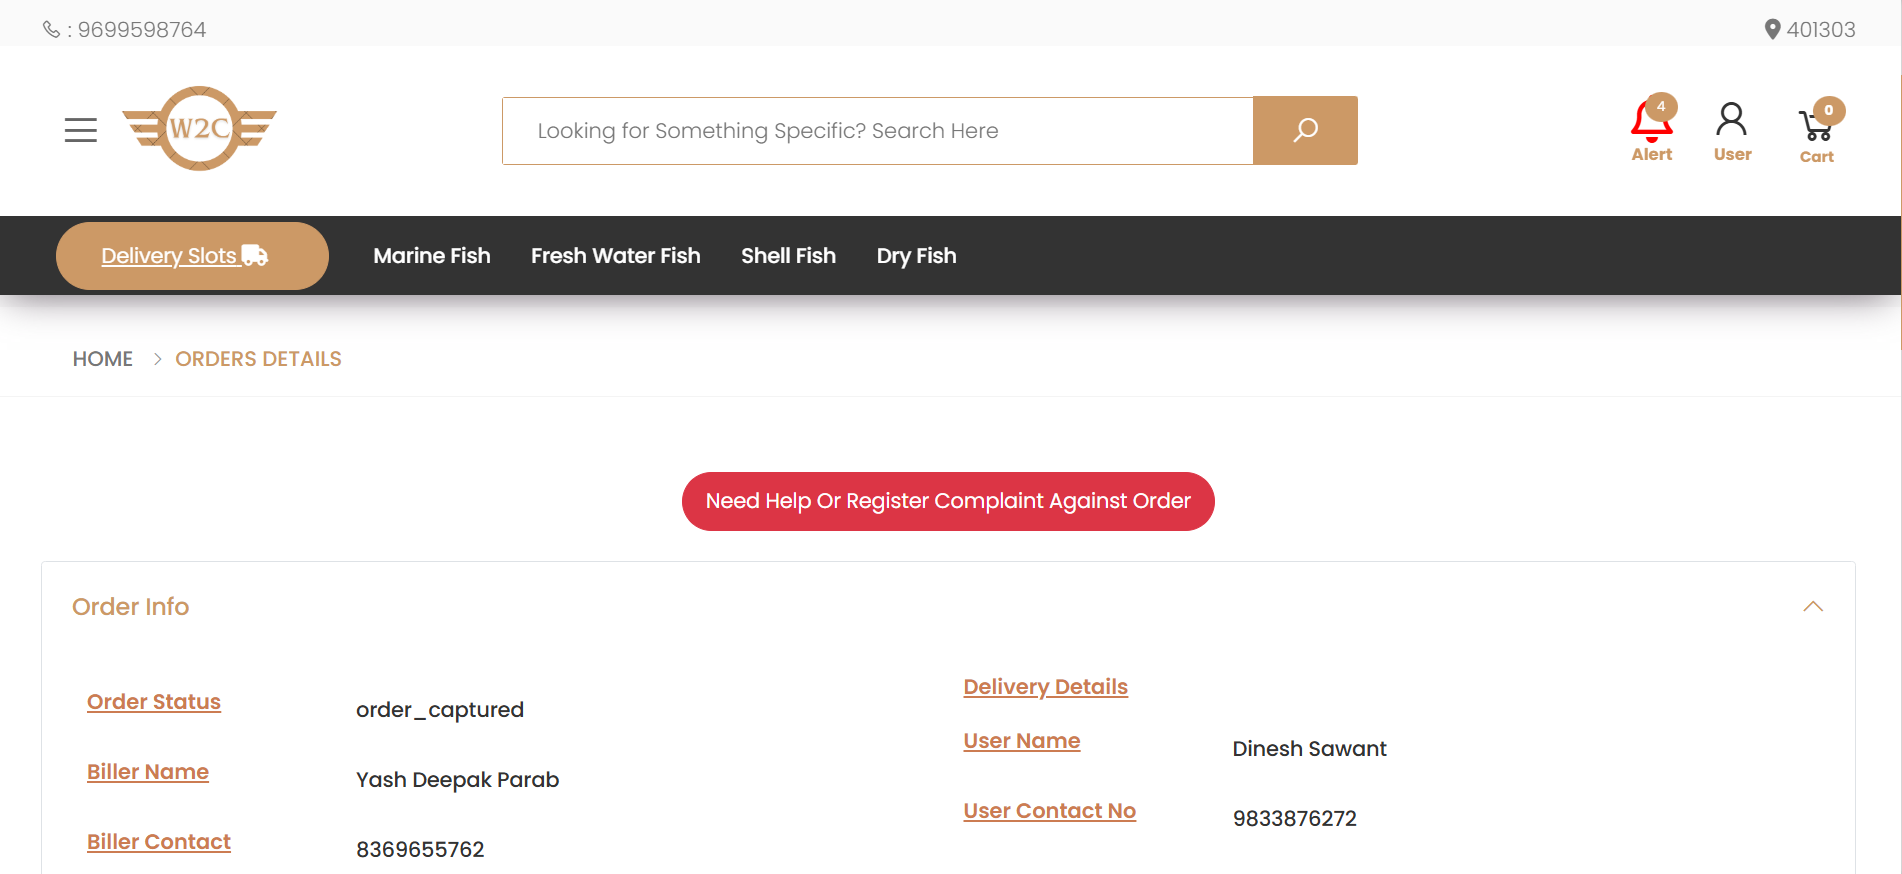 : 9699598764
401303
W2C
Looking for Something Specific? Search Here
4
Alert
User
0
Cart
Delivery Slots
Marine Fish
Fresh Water Fish
Shell Fish
Dry Fish
HOME > ORDERS DETAILS
Need Help Or Register Complaint Against Order
Order Info
Order Status order_captured
Biller Name Yash Deepak Parab
Biller Contact 8369655762
Delivery Details
User Name Dinesh Sawant
User Contact No 9833876272